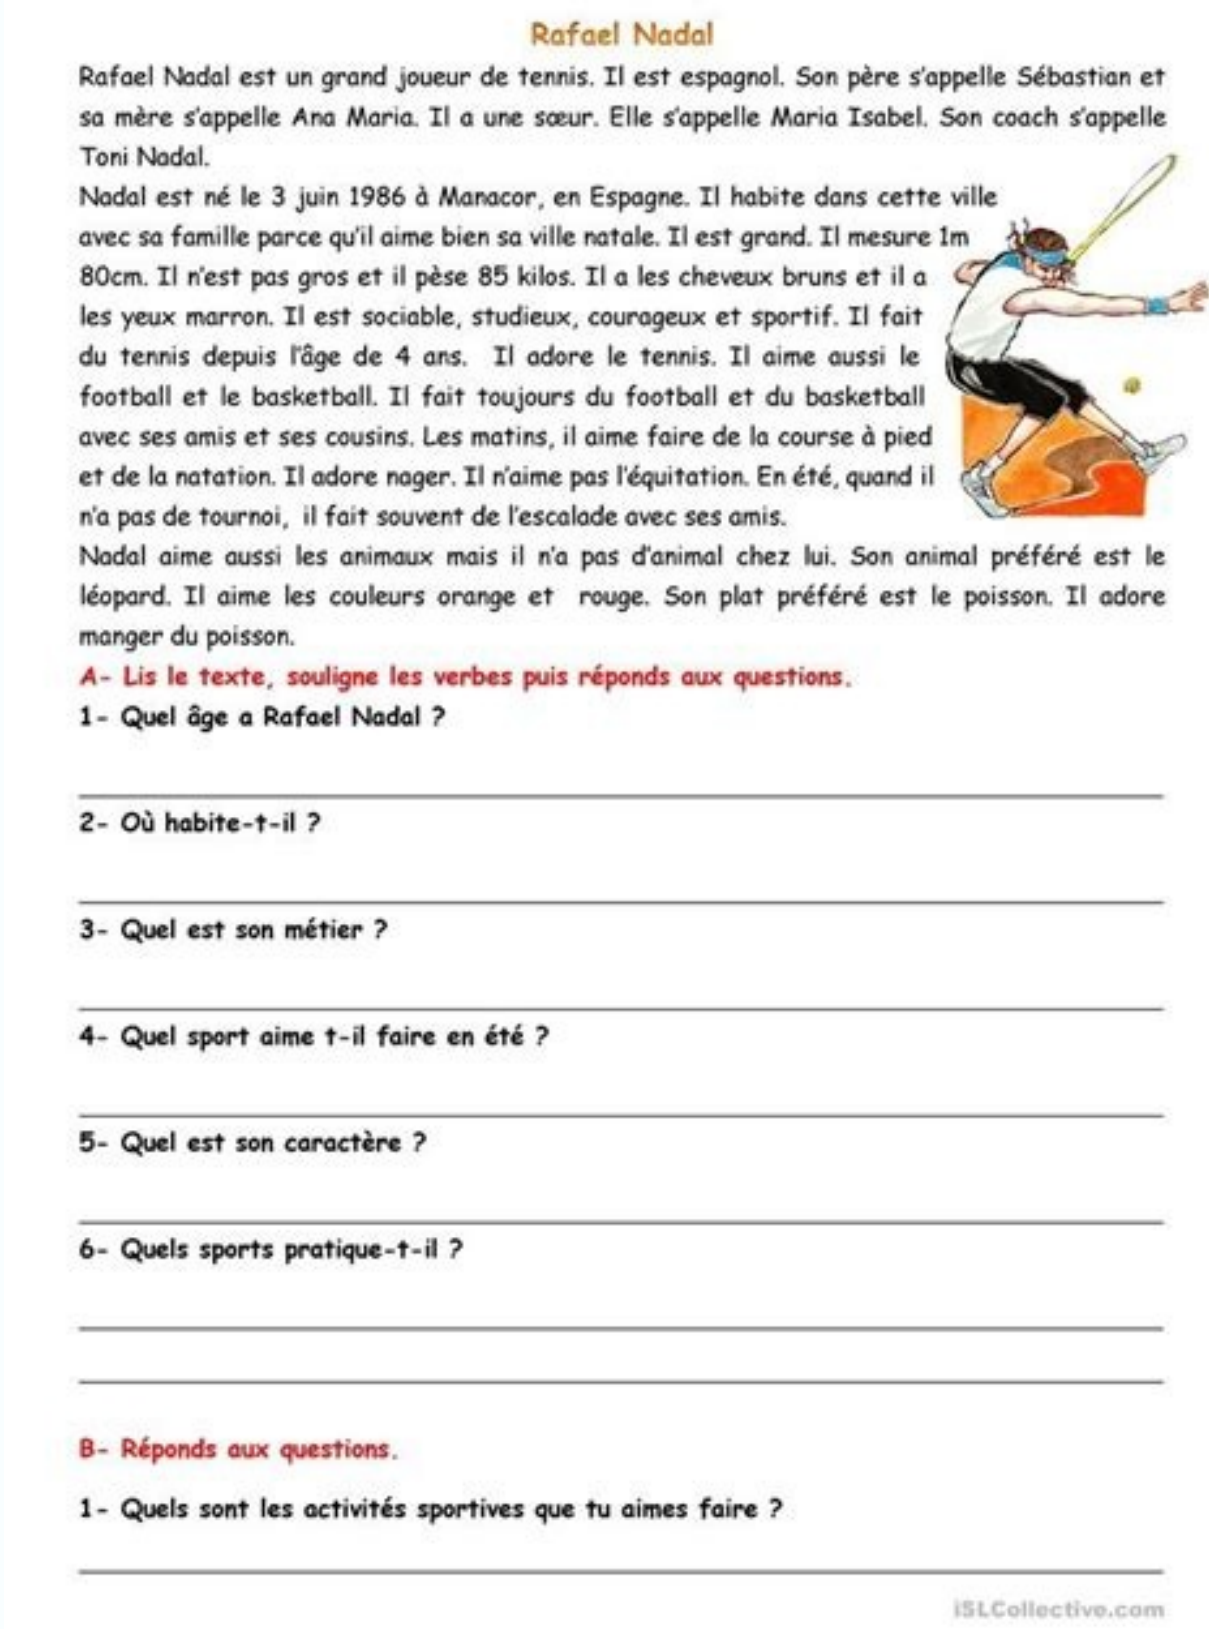 Rafael Nadal
Rafael Nadal est un grand joueur de tennis. Il est espagnol. Son père s'appelle Sébastian et
sa mère s'appelle Ana Maria. Il a une sœur. Elle s'appelle Maria Isabel. Son coach s'appelle
Toni Nadal.
Nadal est né le 3 juin 1986 à Manacor, en Espagne. Il habite dans cette ville
avec sa famille parce qu'il aime bien sa ville natale. Il est grand. Il mesure 1m
80cm. Il n'est pas gros et il pèse 85 kilos. Il a les cheveux bruns et il a
les yeux marron. Il est sociable, studieux, courageux et sportif. Il fait
du tennis depuis l'âge de 4 ans. Il adore le tennis. Il aime aussi le
football et le basketball. Il fait toujours du football et du basketball
avec ses amis et ses cousins. Les matins, il aime faire de la course à pied
et de la natation. Il adore nager. Il n'aime pas l'équitation. En été, quand il
n'a pas de tournoi, il fait souvent de l'escalade avec ses amis.
Nadal aime aussi les animaux mais il n'a pas d'animal chez lui. Son animal préféré est le
léopard. Il aime les couleurs orange et rouge. Son plat préféré est le poisson. Il adore
manger du poisson.
A- Lis le texte, souligne les verbes puis réponds aux questions.
1- Quel âge a Rafael Nadal ?
2- Où habite-t-il ?
3- Quel est son métier ?
4- Quel sport aime t-il faire en été ?
5- Quel est son caractère ?
6- Quels sports pratique-t-il ?
B- Réponds aux questions.
1- Quels sont les activités sportives que tu aimes faire ?
iSLCollective.com